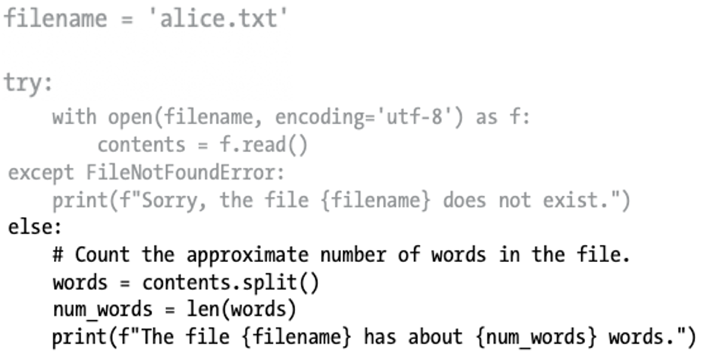 filename = 'alice.txt'
try:
    with open(filename, encoding='utf-8') as f:
        contents = f.read()
except FileNotFoundError:
    print(f"Sorry, the file {filename} does not exist.")
else:
    # Count the approximate number of words in the file.
    words = contents.split()
    num_words = len(words)
    print(f"The file {filename} has about {num_words} words.")